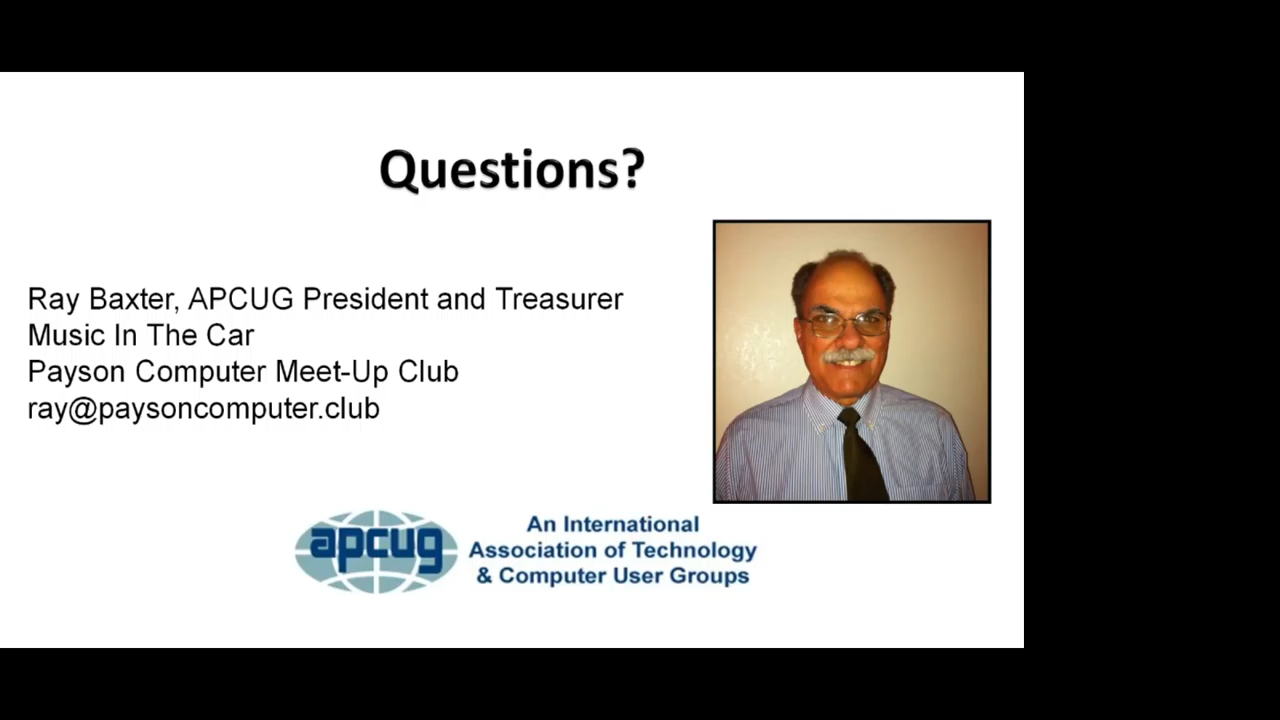 Questions?
Ray Baxter, APCUG President and Treasurer
Music In The Car
Payson Computer Meet-Up Club
ray@paysoncomputer.club
apcug
An International
Association of Technology
& Computer User Groups